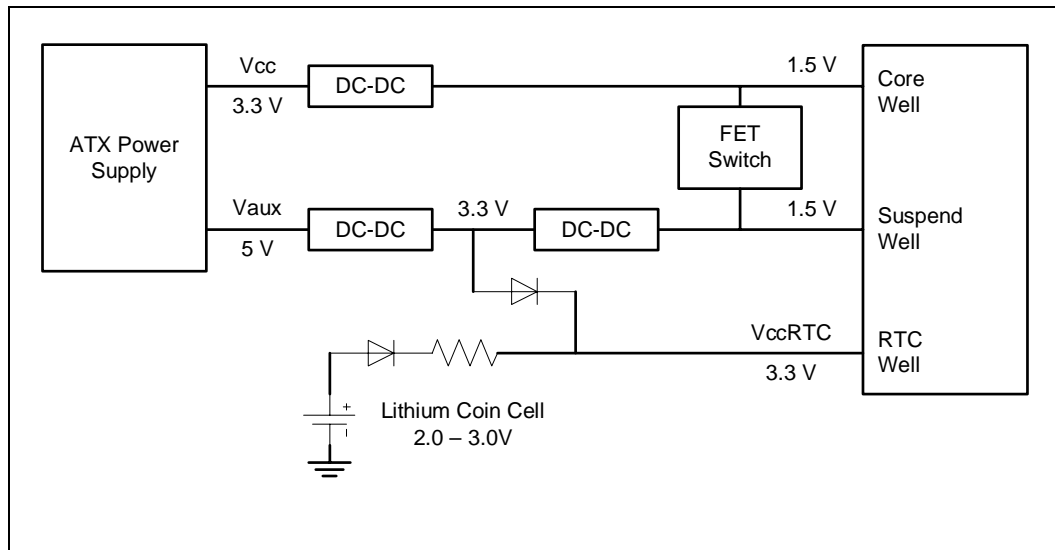 ATX Power
Supply
Vcc
3.3 V
DC-DC
1.5 V
Core
Well
FET
Switch
Vaux
5 V
DC-DC
3.3 V
DC-DC
1.5 V
Suspend
Well
VccRTC
3.3 V
RTC
Well
+
-
Lithium Coin Cell
2.0 – 3.0V